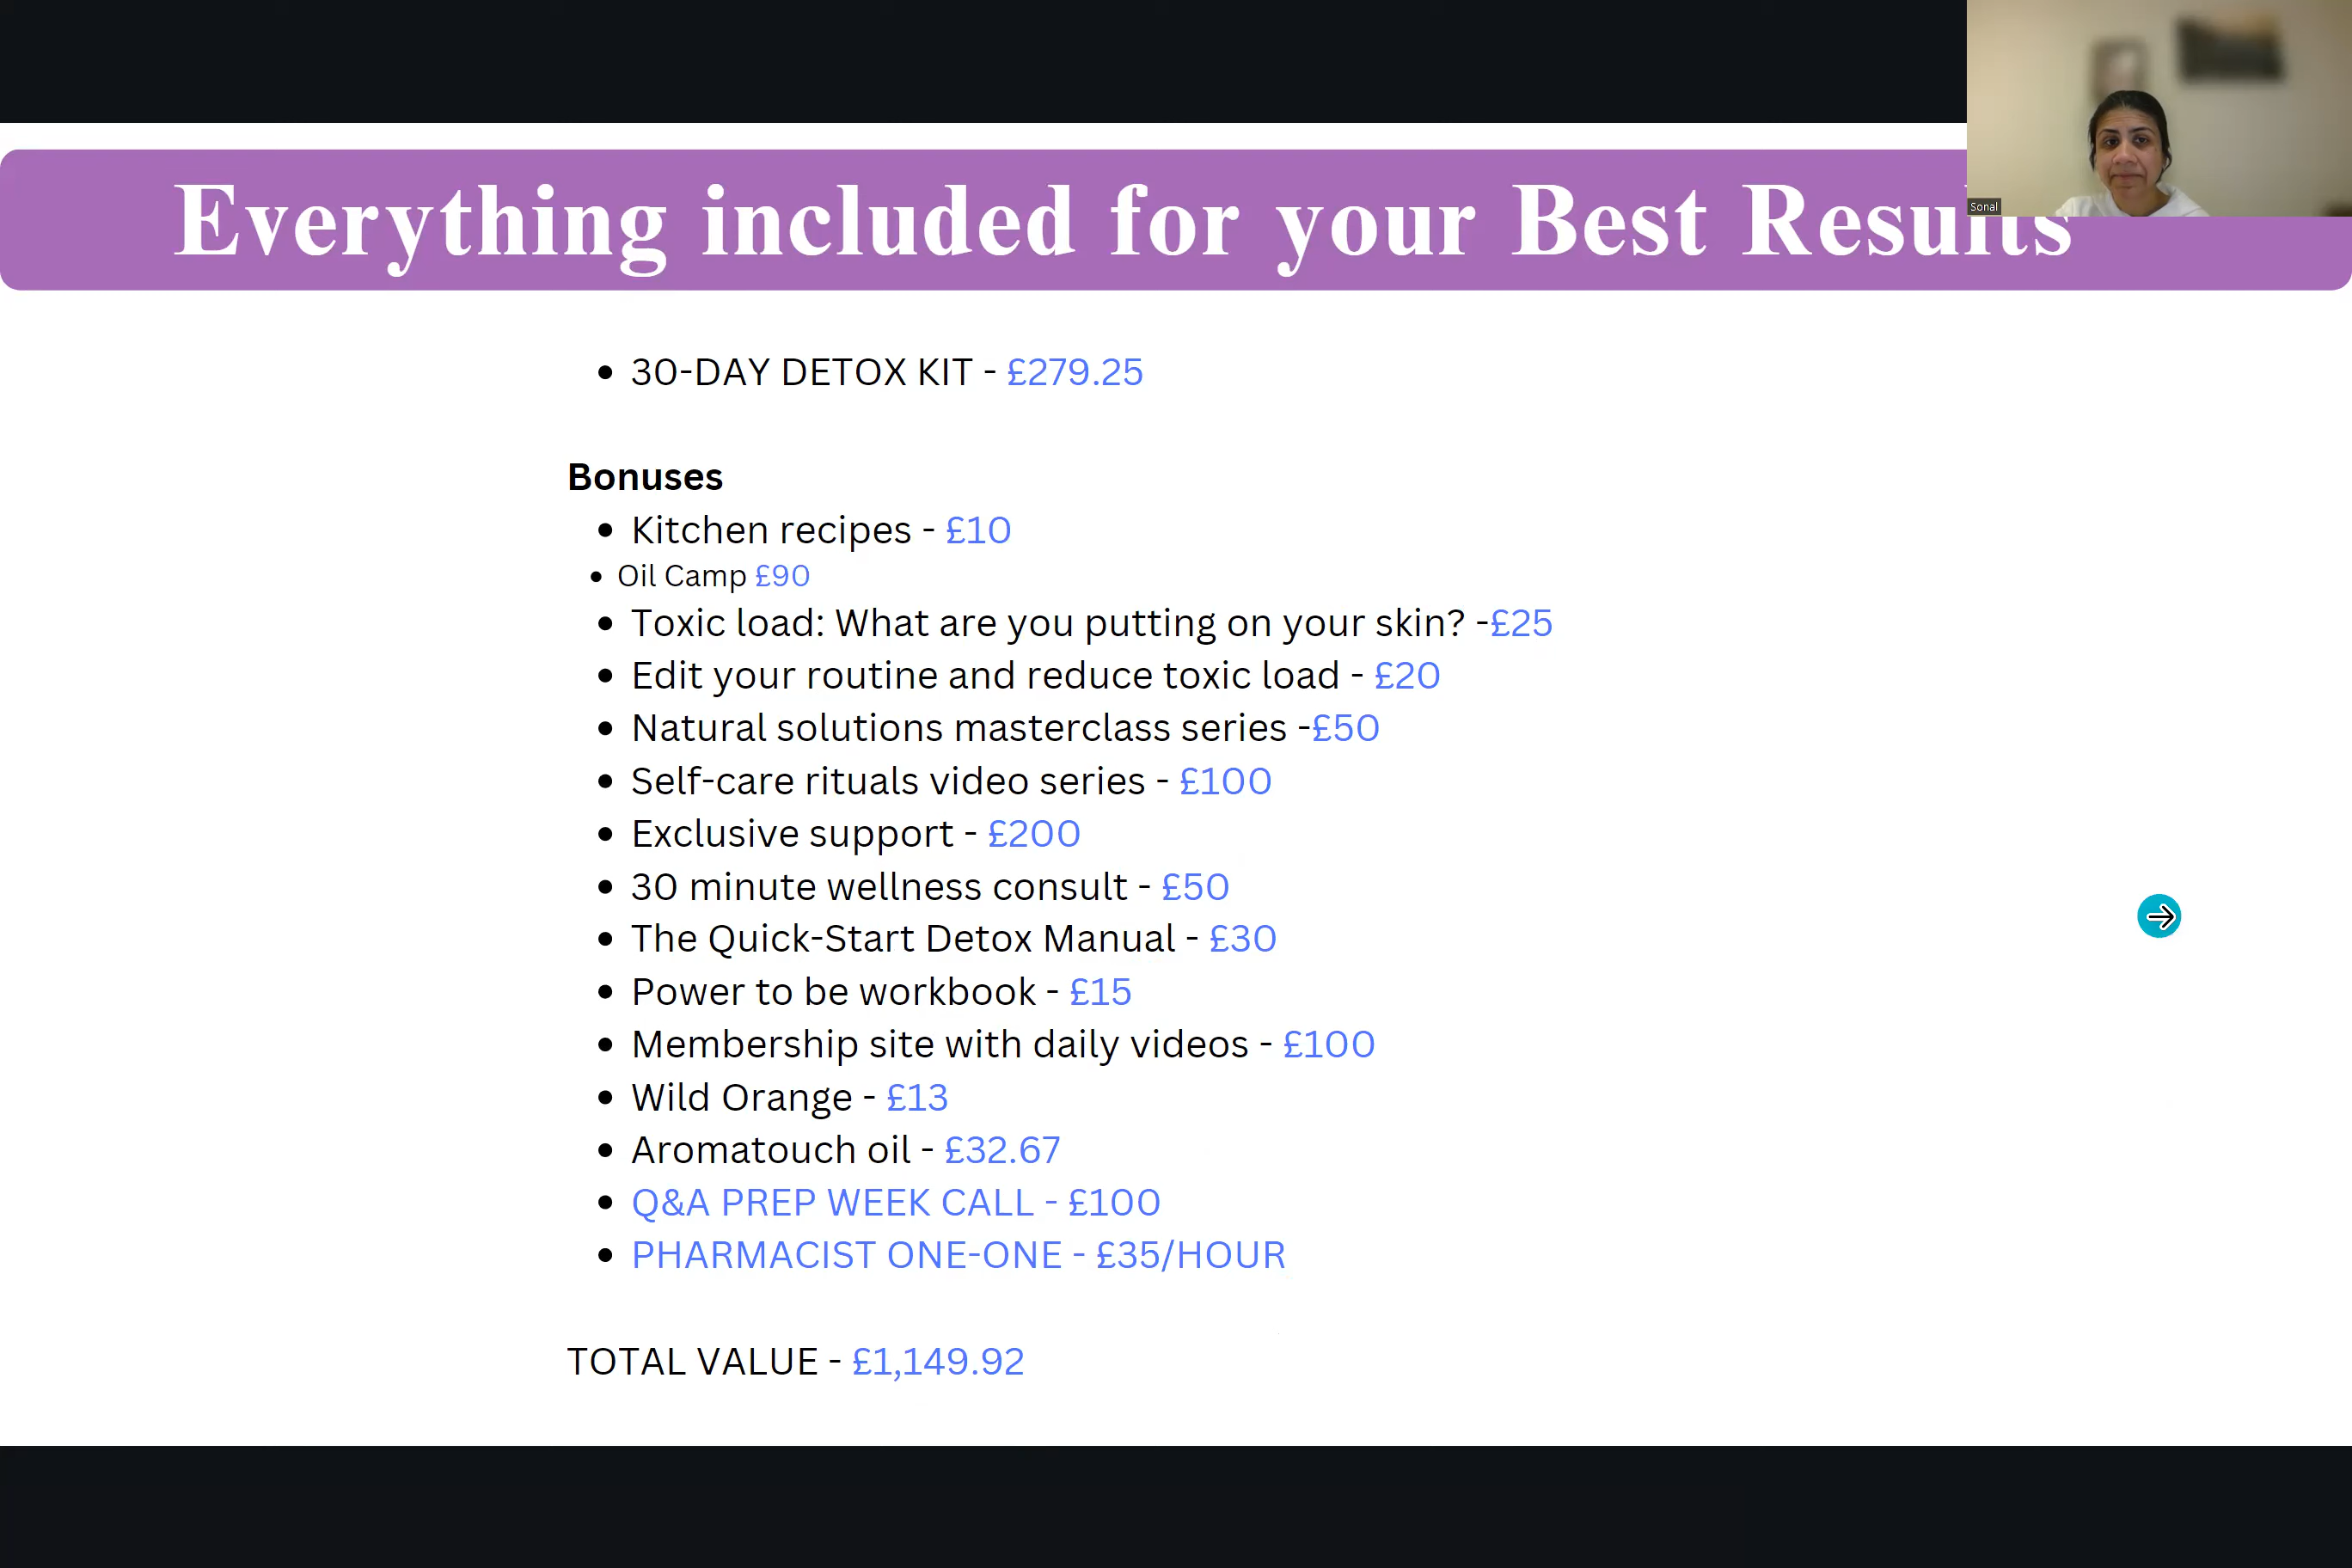 Sonal
Everything included for your Best Results
30-DAY DETOX KIT - £279.25
Bonuses
Kitchen recipes - £10
Oil Camp £90
Toxic load: What are you putting on your skin? -£25
Edit your routine and reduce toxic load - £20
Natural solutions masterclass series -£50
Self-care rituals video series - £100
Exclusive support - £200
30 minute wellness consult - £50
The Quick-Start Detox Manual - £30
Power to be workbook - £15
Membership site with daily videos - £100
Wild Orange - £13
Aromatouch oil - £32.67
Q&A PREP WEEK CALL - £100
PHARMACIST ONE-ONE - £35/HOUR
TOTAL VALUE - £1,149.92